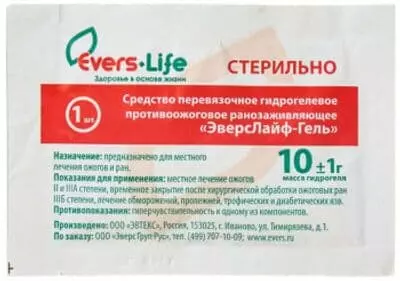 Evers·Life
Здоровье в основе жизни
СТЕРИЛЬНО
1 шт.
Средство перевязочное гидрогелевое
противоожоговое ранозаживляющее
«ЭверсЛайф-Гель»
Назначение: предназначено для местного
лечения ожогов и ран.
10±1г
масса гидрогеля
Показания для применения: местное лечение ожогов
II и IIIА степени, временное закрытие после хирургической обработки ожоговых ран
IIIБ степени, лечение обморожений, пролежней, трофических и диабетических язв.
Противопоказания: гиперчувствительность к одному из компонентов.
Произведено: ООО «ЭВТЕКС», Россия, 153025, г. Иваново, ул. Тимирязева, д.1.
По заказу: ООО «Эверс Груп Рус», тел. (499) 707-10-09; www.evers.ru